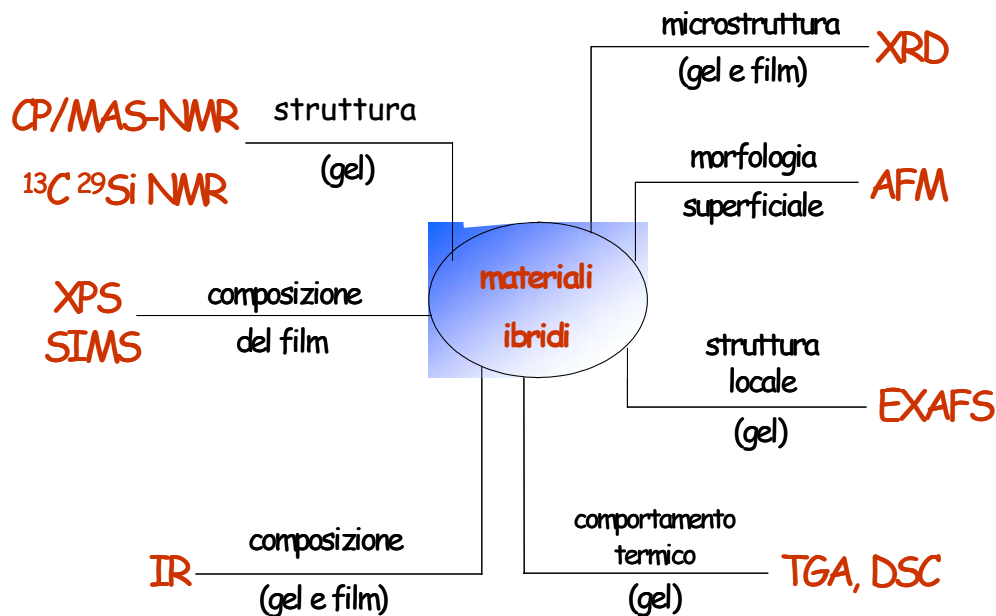 microstruttura
(gel e film)
XRD
CP/MAS-NMR
¹³C ²⁹Si NMR
struttura
(gel)
morfologia
superficiale
AFM
materiali
ibridi
XPS
SIMS
composizione
del film
struttura
locale
(gel)
EXAFS
IR
composizione
(gel e film)
comportamento
termico
(gel)
TGA, DSC